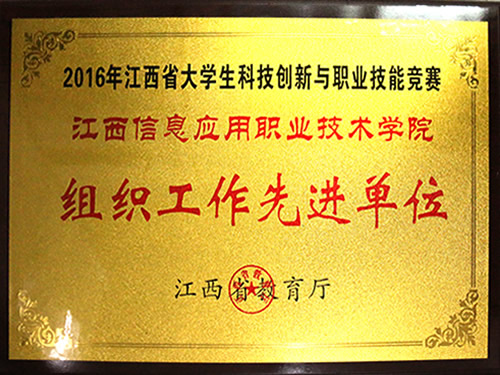 2016年江西省大学生科技创新与职业技能竞赛
江西信息应用职业技术学院
组织工作先进单位
江西省教育厅